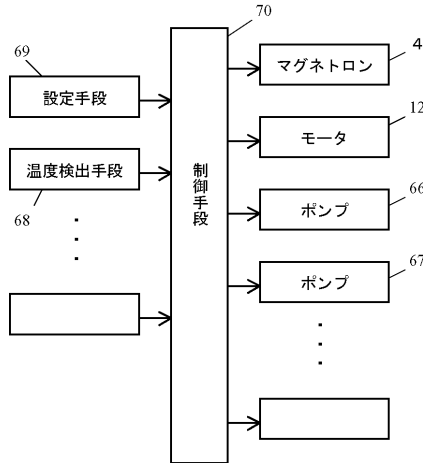 70
69
設定手段
温度検出手段
68
制御手段
マグネトロン
4
モータ
12
ポンプ
66
ポンプ
67